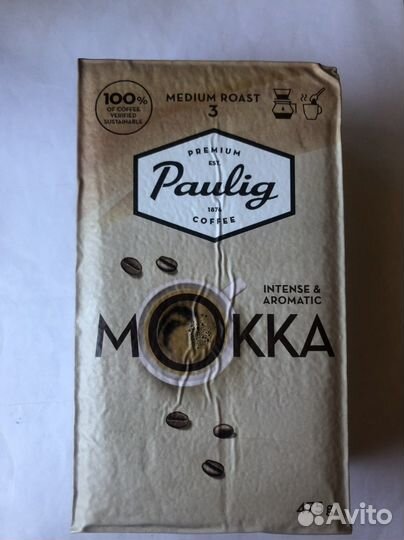 100%
OF COFFEE
VERIFIED
SUSTAINABLE
MEDIUM ROAST
3
PREMIUM
EST.
Paulig
1876
COFFEE
INTENSE &
AROMATIC
MOKKA
g
Avito